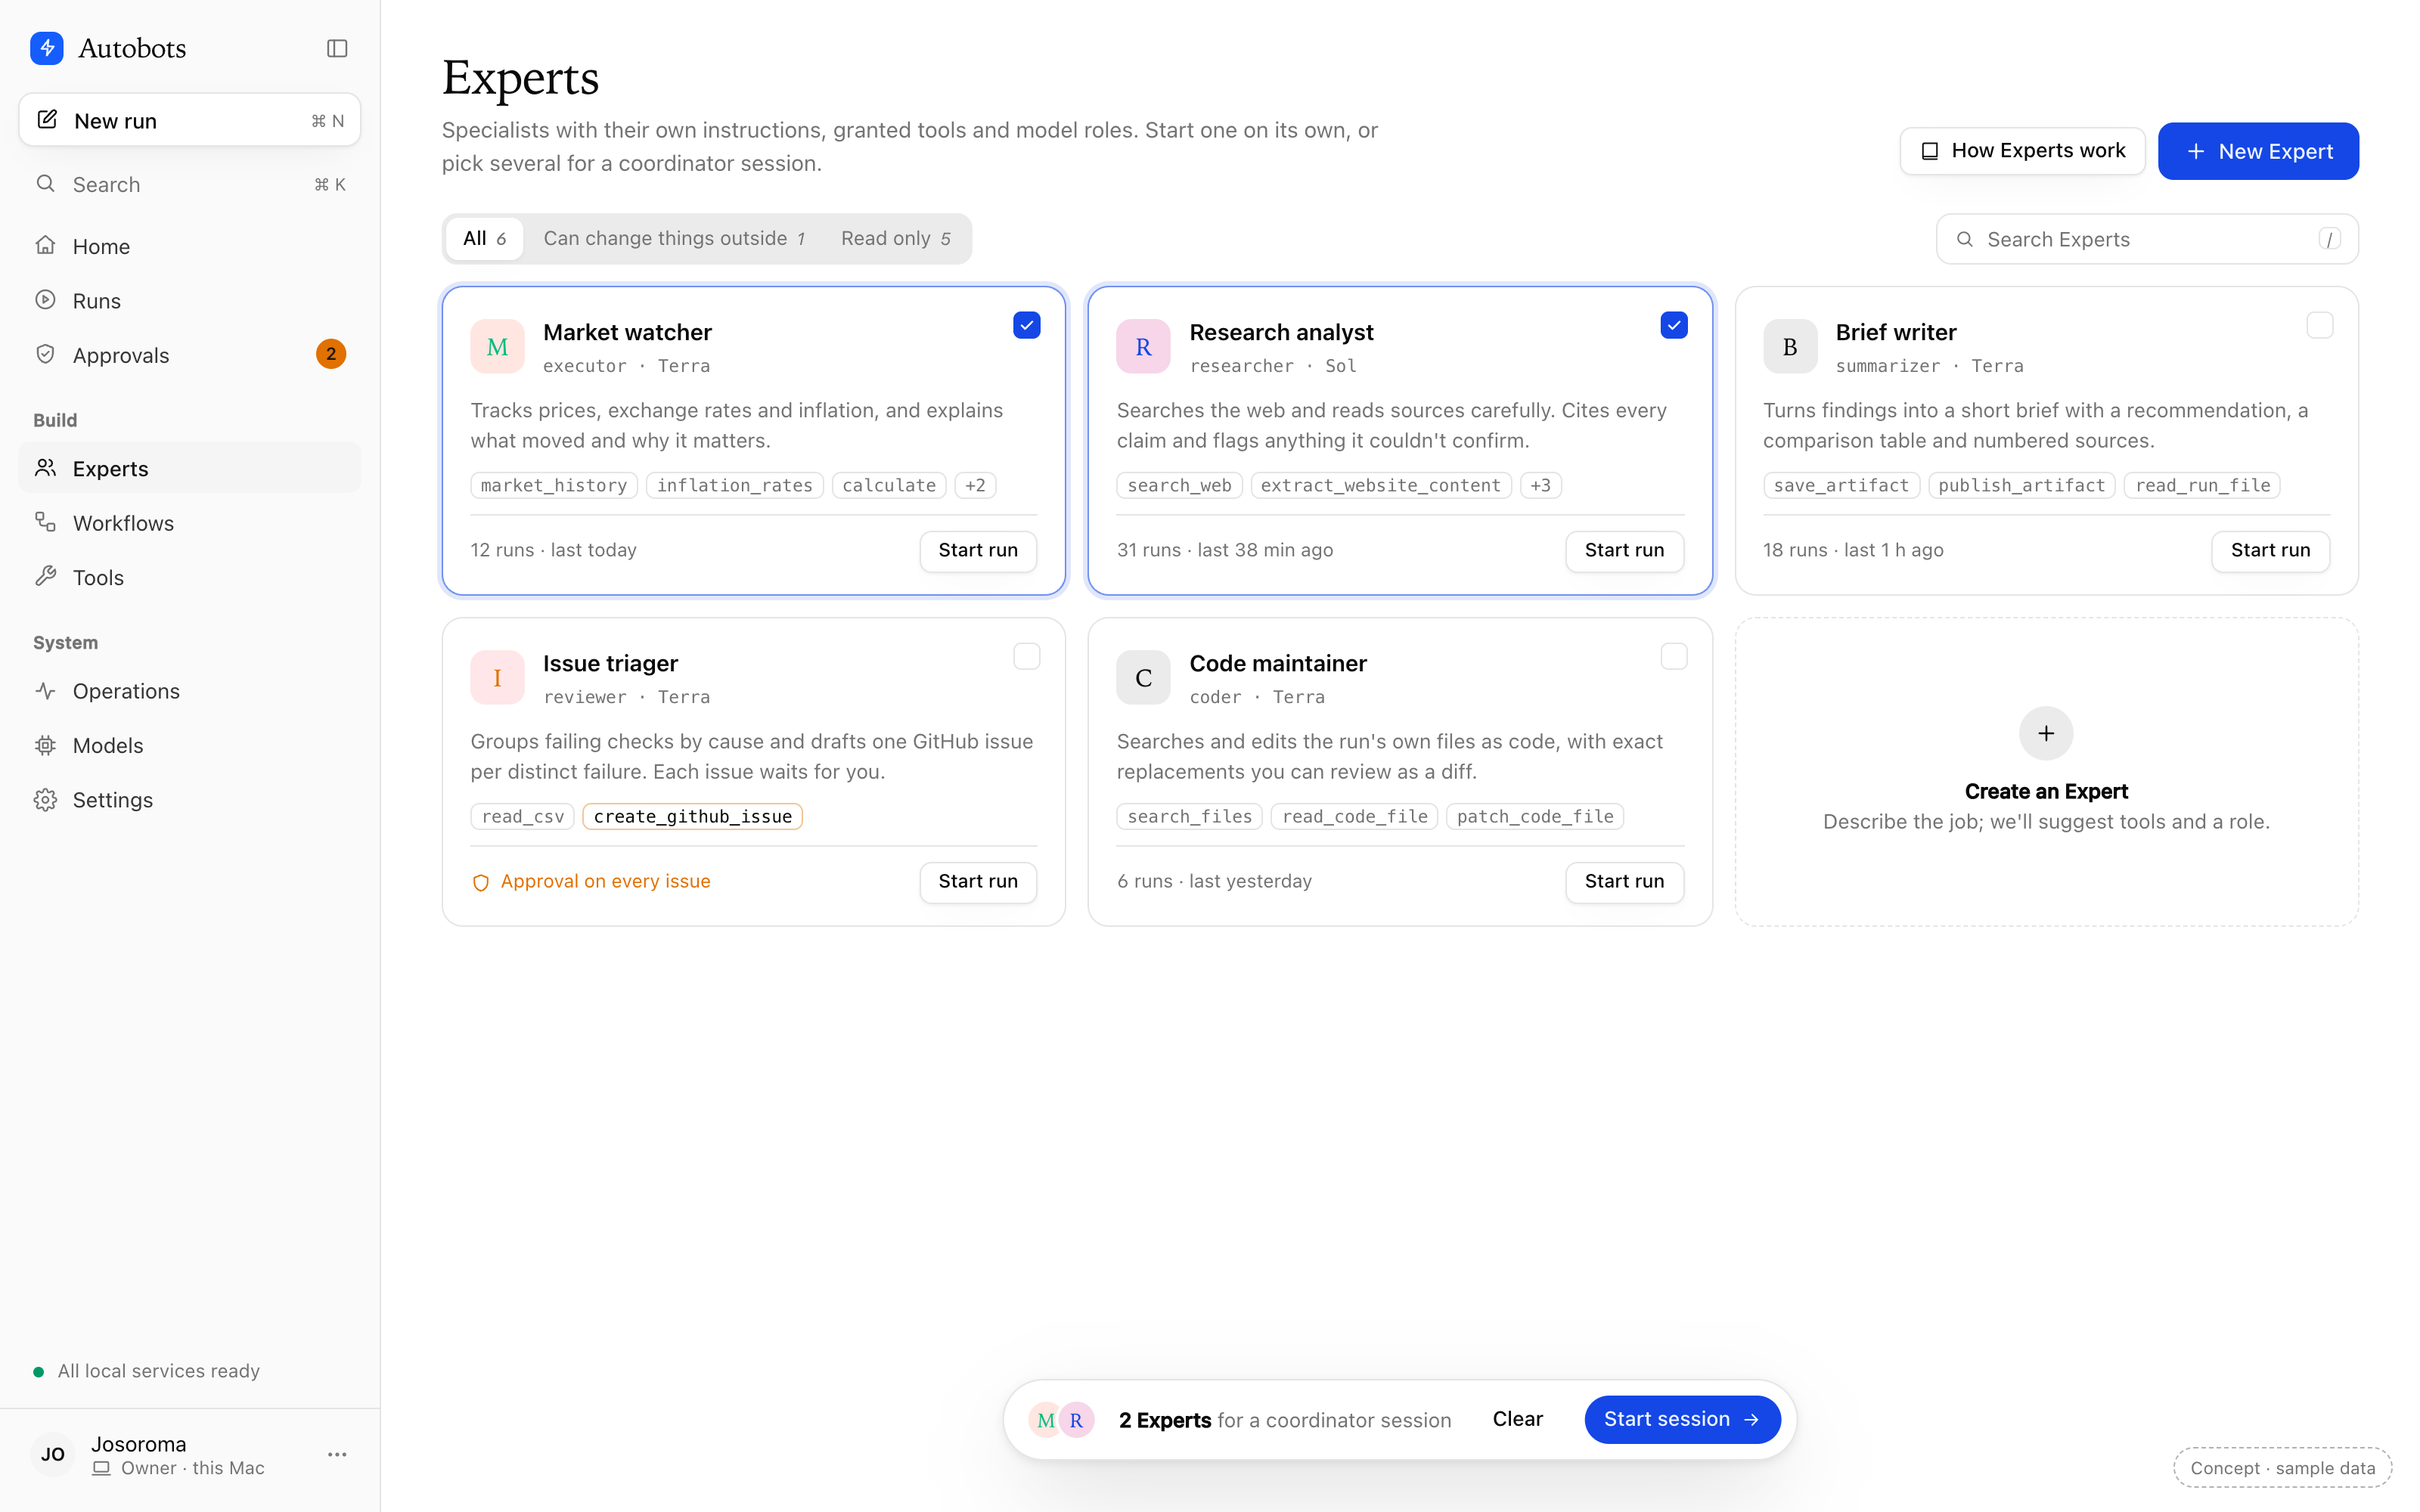 Autobots
New run ⌘ N
Search ⌘ K
Home
Runs
Approvals 2
Build
Experts
Workflows
Tools
System
Operations
Models
Settings
All local services ready
JO
Josoroma
Owner · this Mac
Experts
Specialists with their own instructions, granted tools and model roles. Start one on its own, or
pick several for a coordinator session.
How Experts work
+ New Expert
All 6
Can change things outside 1
Read only 5
Search Experts /
M
Market watcher
executor · Terra
Tracks prices, exchange rates and inflation, and explains
what moved and why it matters.
market_history inflation_rates calculate +2
12 runs · last today
Start run
R
Research analyst
researcher · Sol
Searches the web and reads sources carefully. Cites every
claim and flags anything it couldn't confirm.
search_web extract_website_content +3
31 runs · last 38 min ago
Start run
B
Brief writer
summarizer · Terra
Turns findings into a short brief with a recommendation, a
comparison table and numbered sources.
save_artifact publish_artifact read_run_file
18 runs · last 1 h ago
Start run
I
Issue triager
reviewer · Terra
Groups failing checks by cause and drafts one GitHub issue
per distinct failure. Each issue waits for you.
read_csv create_github_issue
Approval on every issue
Start run
C
Code maintainer
coder · Terra
Searches and edits the run's own files as code, with exact
replacements you can review as a diff.
search_files read_code_file patch_code_file
6 runs · last yesterday
Start run
+
Create an Expert
Describe the job; we'll suggest tools and a role.
M R
2 Experts for a coordinator session
Clear
Start session →
Concept · sample data